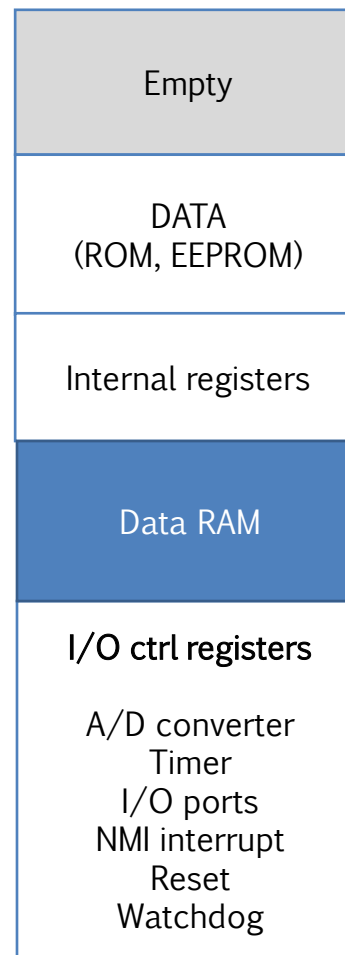 Empty
DATA
(ROM, EEPROM)
Internal registers
Data RAM
I/O ctrl registers
A/D converter
Timer
I/O ports
NMI interrupt
Reset
Watchdog